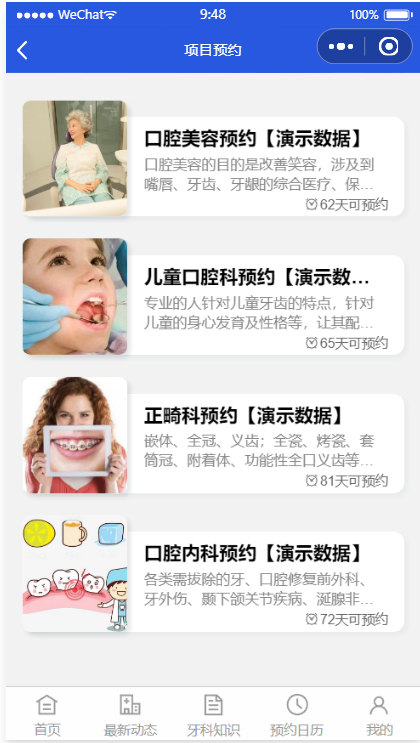 WeChat 9:48 100%
项目预约
口腔美容预约【演示数据】
口腔美容的目的是改善笑容，涉及到
嘴唇、牙齿、牙龈的综合医疗、保...
62天可预约
儿童口腔科预约【演示数...
专业的人针对儿童牙齿的特点，针对
儿童的身心发育及性格等，让其配...
65天可预约
正畸科预约【演示数据】
嵌体、全冠、义齿；全瓷、烤瓷、套
筒冠、附着体、功能性全口义齿等...
81天可预约
口腔内科预约【演示数据】
各类需拔除的牙、口腔修复前外科、
牙外伤、颞下颌关节疾病、涎腺非...
72天可预约
首页 最新动态 牙科知识 预约日历 我的